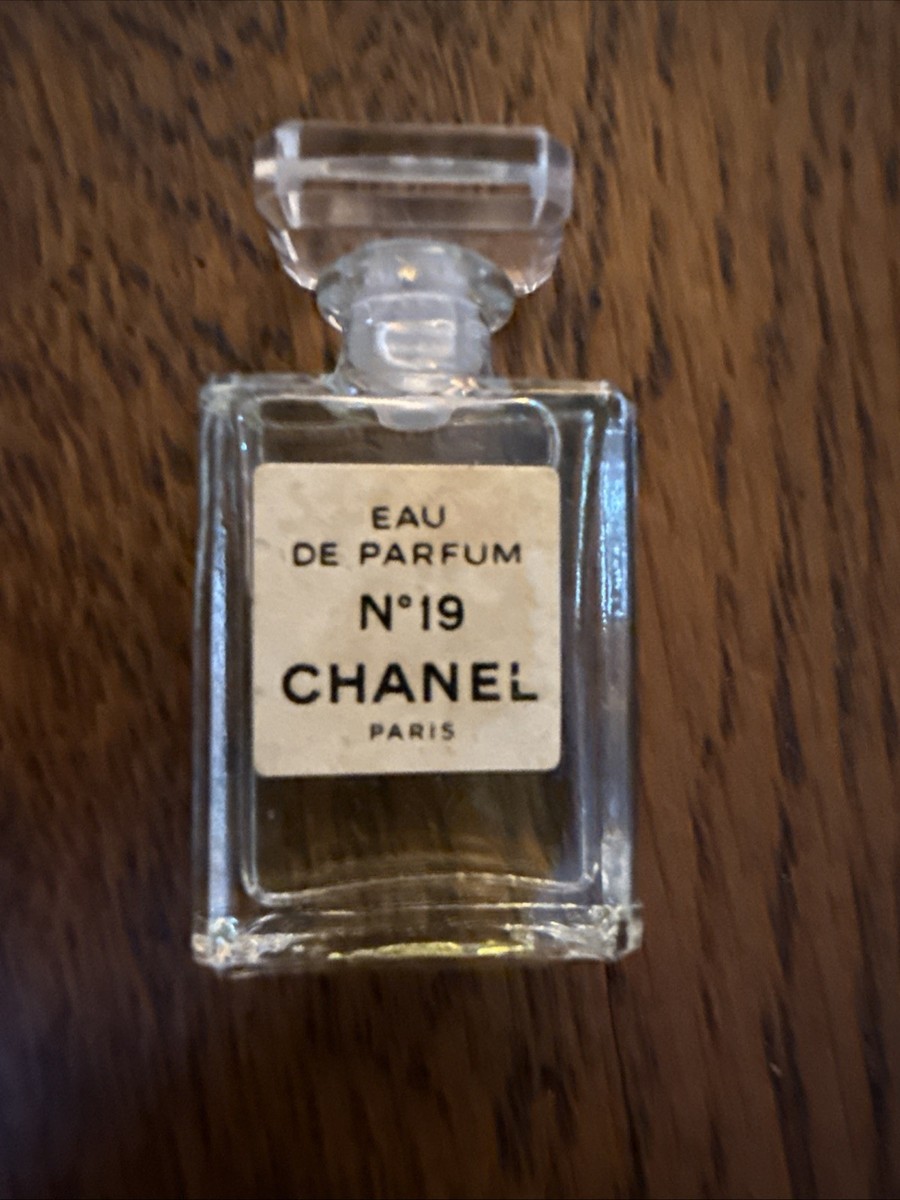 EAU
DE PARFUM
N°19
CHANEL
PARIS